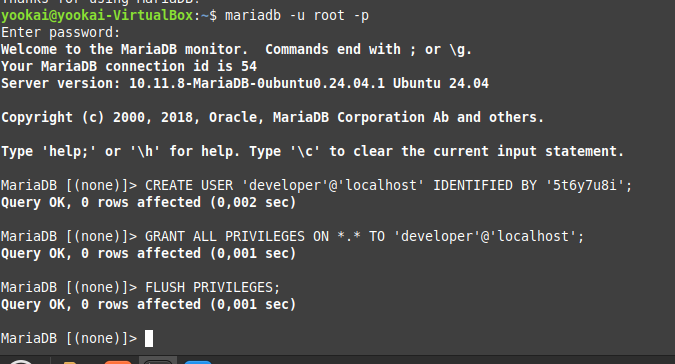 Thanks for using MariaDB!
yookai@yookai-VirtualBox:~$ mariadb -u root -p
Enter password:
Welcome to the MariaDB monitor.  Commands end with ; or \g.
Your MariaDB connection id is 54
Server version: 10.11.8-MariaDB-0ubuntu0.24.04.1 Ubuntu 24.04

Copyright (c) 2000, 2018, Oracle, MariaDB Corporation Ab and others.

Type 'help;' or '\h' for help. Type '\c' to clear the current input statement.

MariaDB [(none)]> CREATE USER 'developer'@'localhost' IDENTIFIED BY '5t6y7u8i';
Query OK, 0 rows affected (0,002 sec)

MariaDB [(none)]> GRANT ALL PRIVILEGES ON *.* TO 'developer'@'localhost';
Query OK, 0 rows affected (0,001 sec)

MariaDB [(none)]> FLUSH PRIVILEGES;
Query OK, 0 rows affected (0,001 sec)

MariaDB [(none)]>